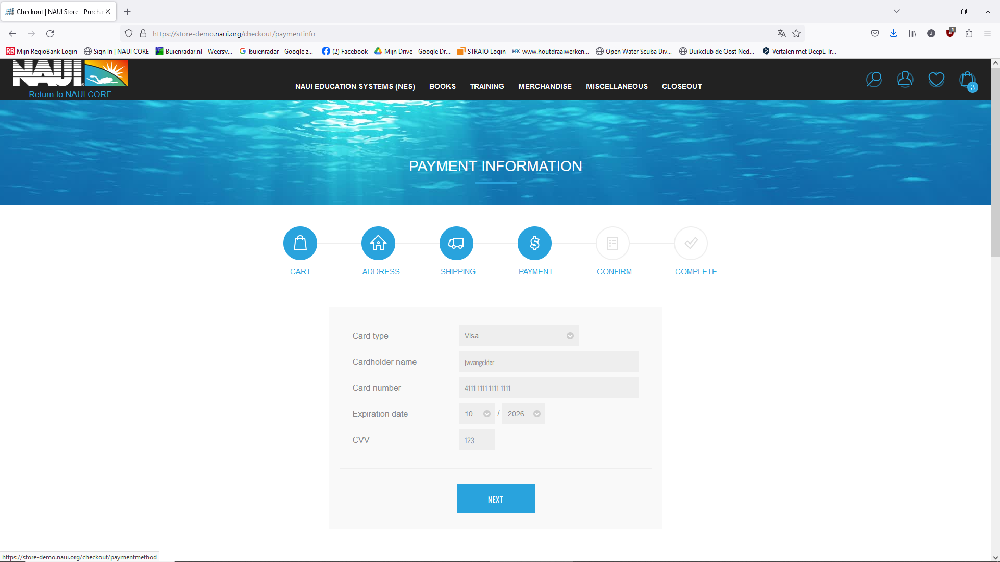 Checkout | NAUI Store - Purcha
https://store-demo.naui.org/checkout/paymentinfo
1
J
RB Mijn RegioBank Login
Sign In | NAUI CORE
Buienradar.nl - Weersv...
buienradar - Google z...
(2) Facebook
Mijn Drive - Google Dr...
STRATO Login
www.houtdraaiwerken...
Open Water Scuba Div...
Duikclub de Oost Ned...
Vertalen met DeepL Tr...
NAUI
Return to NAUI CORE
NAUI EDUCATION SYSTEMS (NES)
BOOKS
TRAINING
MERCHANDISE
MISCELLANEOUS
CLOSEOUT
3
PAYMENT INFORMATION
CART
ADDRESS
SHIPPING
PAYMENT
CONFIRM
COMPLETE
Card type: Visa
Cardholder name: jwvangelder
Card number: 4111 1111 1111 1111
Expiration date: 10 / 2026
CVV: 123
NEXT
https://store-demo.naui.org/checkout/paymentmethod